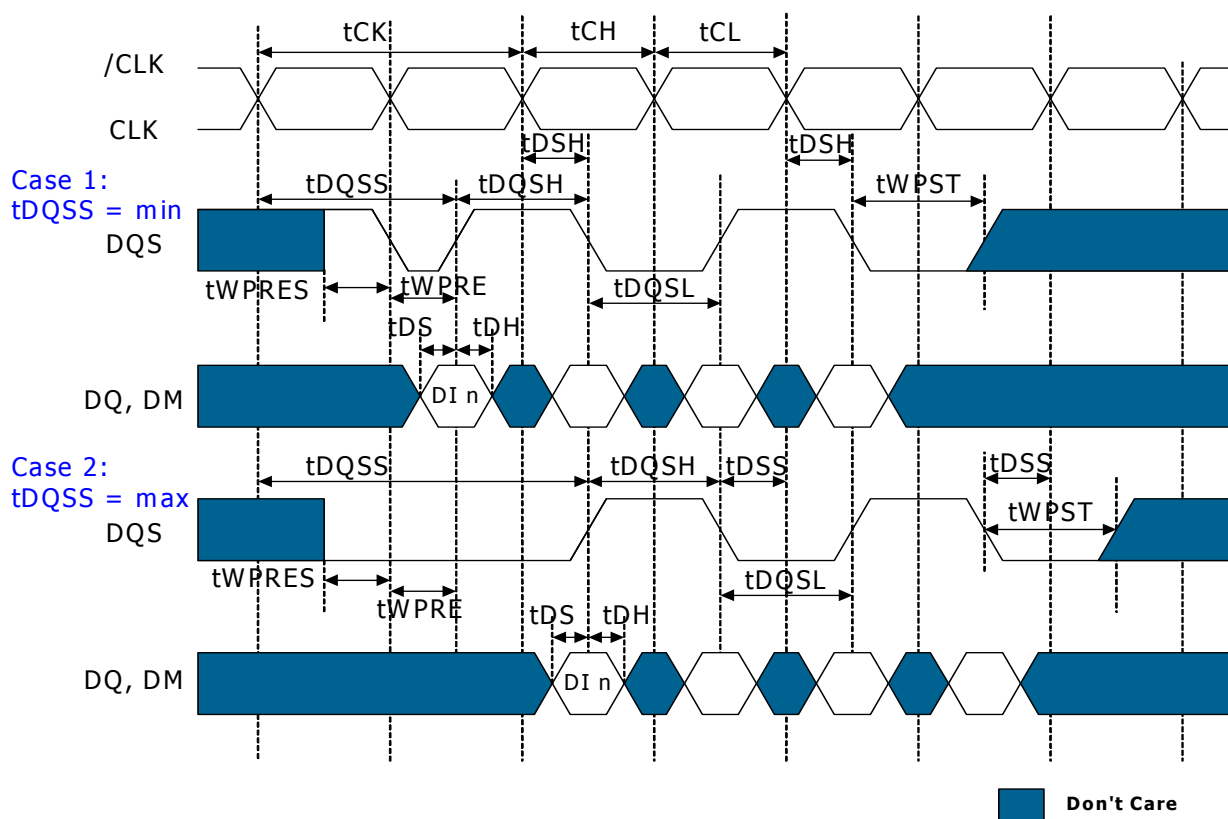 tCK tCH tCL
/CLK
CLK
tDSH tDSH
Case 1:
tDQSS = min
tDQSS tDQSH tWPST
DQS
tWPRES tWPRE tDQSL
tDS tDH
DQ, DM DI n
Case 2:
tDQSS = max
tDQSS tDQSH tDSS tDSS
tWPST
DQS
tWPRES tWPRE tDQSL
tDS tDH
DQ, DM DI n
Don't Care